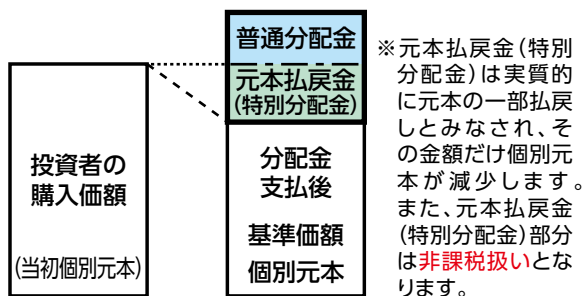 普通分配金
元本払戻金
(特別分配金)
投資者の
購入価額
(当初個別元本)
分配金
支払後
基準価額
個別元本
※元本払戻金(特別
分配金)は実質的
に元本の一部払戻
しとみなされ、そ
の金額だけ個別元
本が減少します。
また、元本払戻金
(特別分配金)部分
は非課税扱いとな
ります。